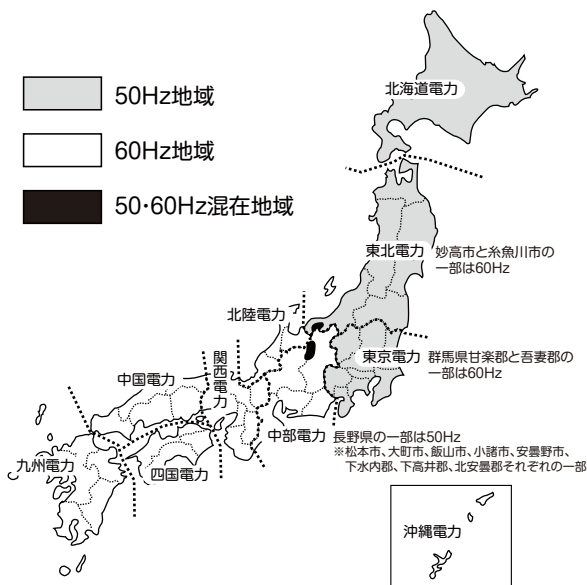 50Hz地域
60Hz地域
50・60Hz混在地域
北海道電力
東北電力
妙高市と糸魚川市の
一部は60Hz
北陸電力
東京電力
群馬県甘楽郡と吾妻郡の
一部は60Hz
関西電力
中国電力
中部電力
長野県の一部は50Hz
※松本市、大町市、飯山市、小諸市、安曇野市、
下水内郡、下高井郡、北安曇郡それぞれの一部
九州電力
四国電力
沖縄電力